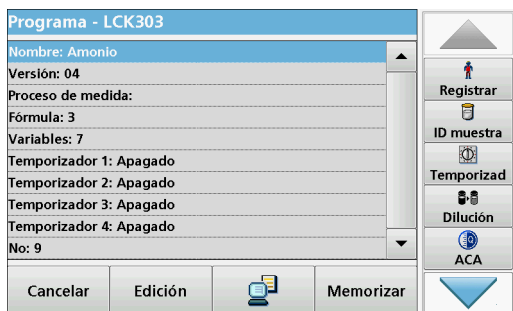 Programa - LCK303
Nombre: Amonio
Versión: 04
Proceso de medida:
Fórmula: 3
Variables: 7
Temporizador 1: Apagado
Temporizador 2: Apagado
Temporizador 3: Apagado
Temporizador 4: Apagado
No: 9
Cancelar
Edición
Memorizar
Registrar
ID muestra
Temporizad
Dilución
ACA